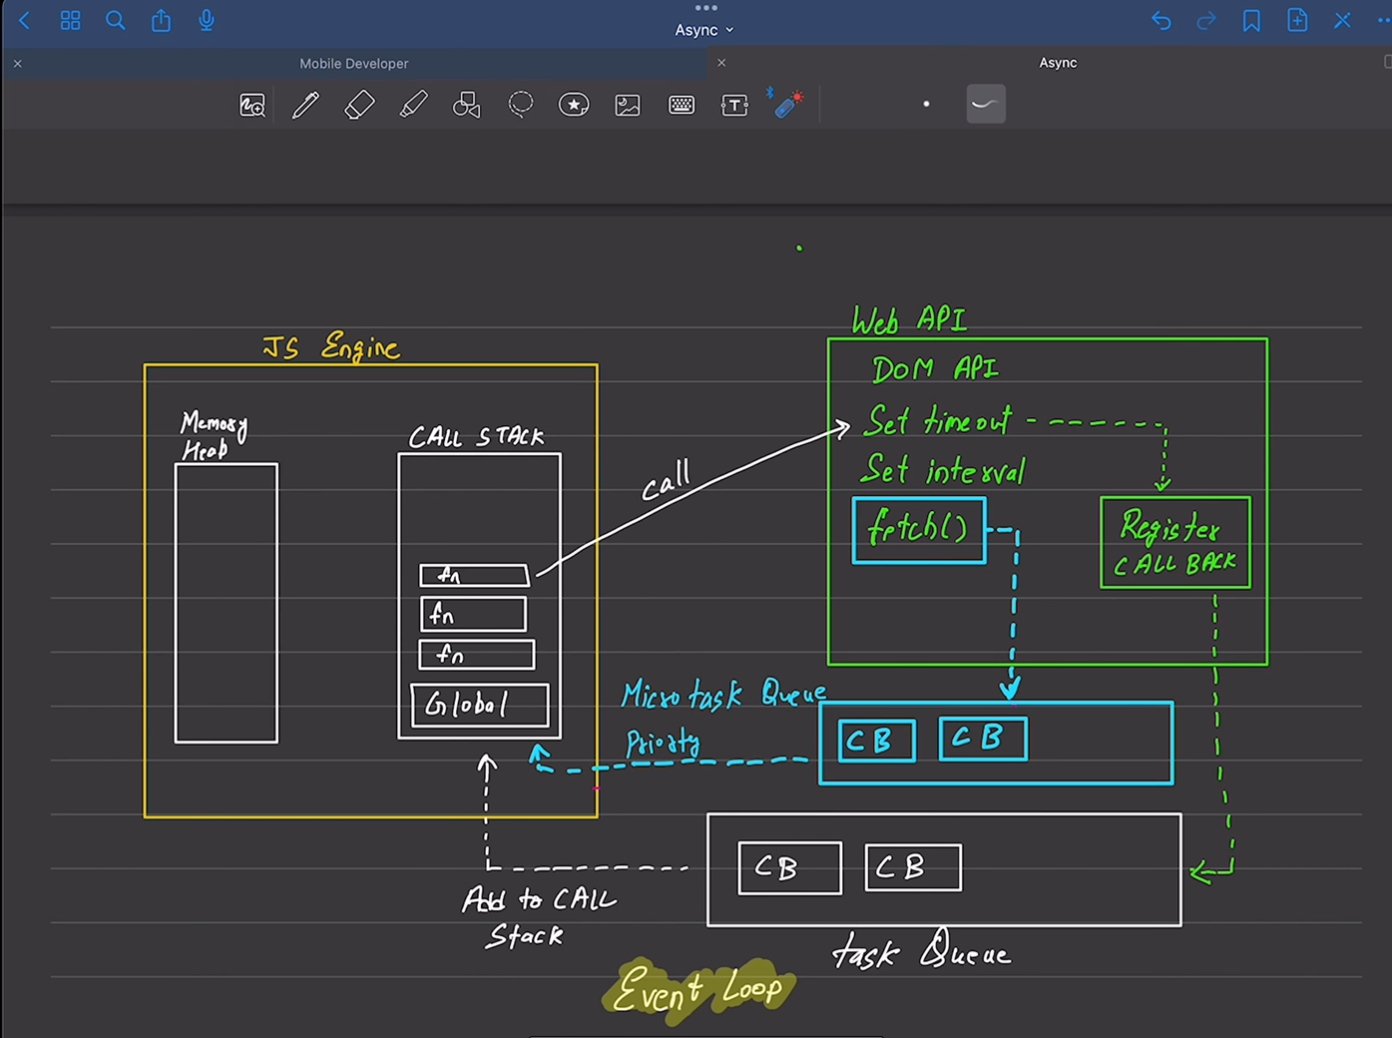 Async
Mobile Developer
Async
T
JS Engine
Memory
Heap
CALL STACK
fn
fn
fn
Global
call
Web API
DOM API
Set timeout
Set interval
fetch()
Register
CALL BACK
Microtask Queue
Priority
CB CB
CB CB
Add to CALL
Stack
task Queue
Event Loop